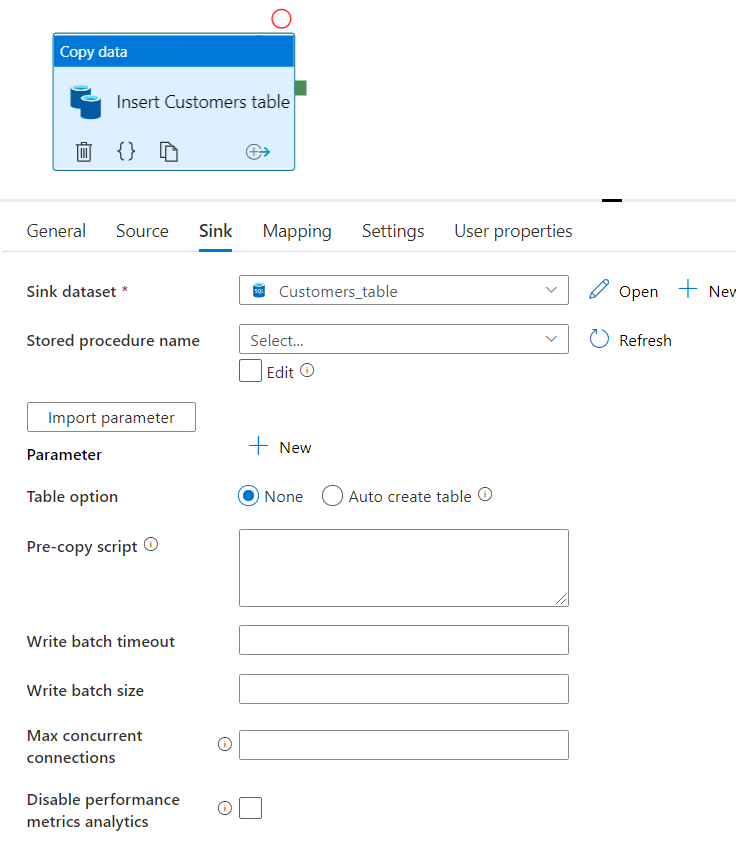 Copy data
Insert Customers table
{}
General Source Sink Mapping Settings User properties
Sink dataset * SQL Customers_table Open New
Stored procedure name Select... Refresh
Edit
Import parameter
Parameter New
Table option None Auto create table
Pre-copy script
Write batch timeout
Write batch size
Max concurrent
connections
Disable performance
metrics analytics